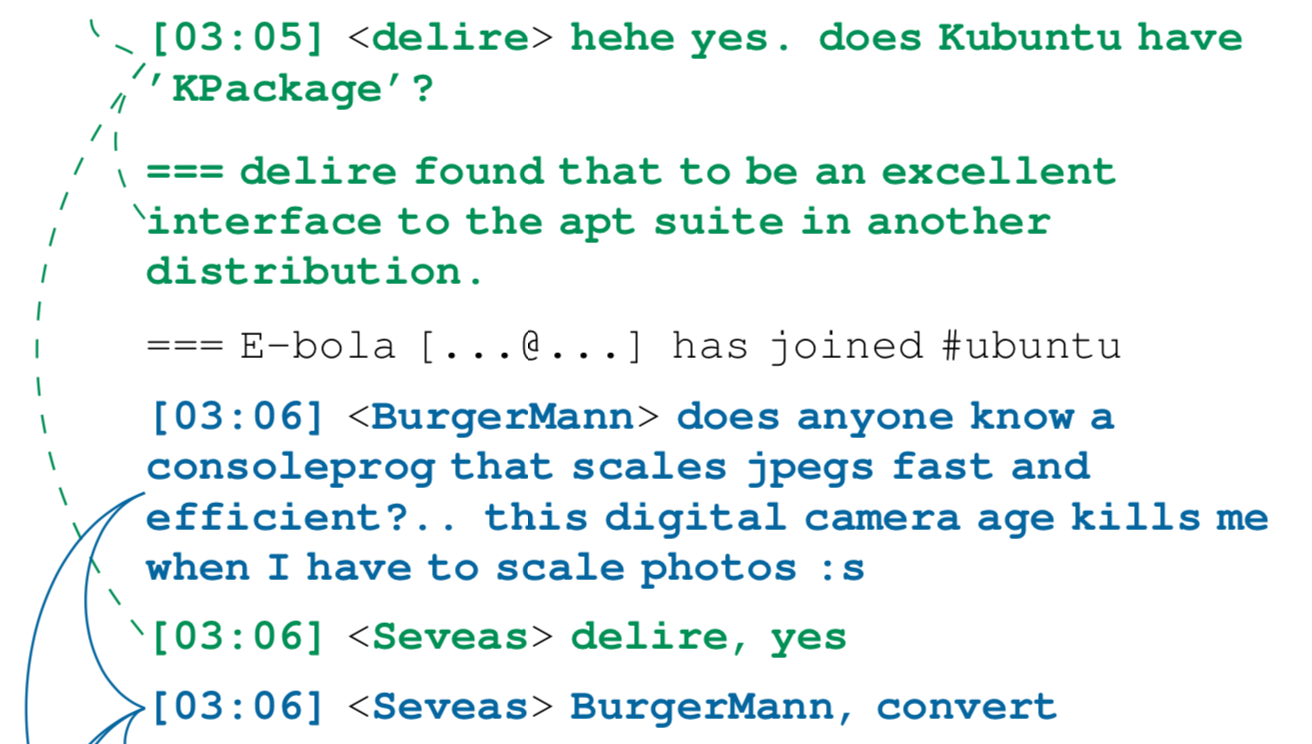 [03:05] <delire> hehe yes. does Kubuntu have
'KPackage'?
=== delire found that to be an excellent
interface to the apt suite in another
distribution.
=== E-bola [...@...] has joined #ubuntu
[03:06] <BurgerMann> does anyone know a
consoleprog that scales jpegs fast and
efficient?.. this digital camera age kills me
when I have to scale photos :s
[03:06] <Seveas> delire, yes
[03:06] <Seveas> BurgerMann, convert